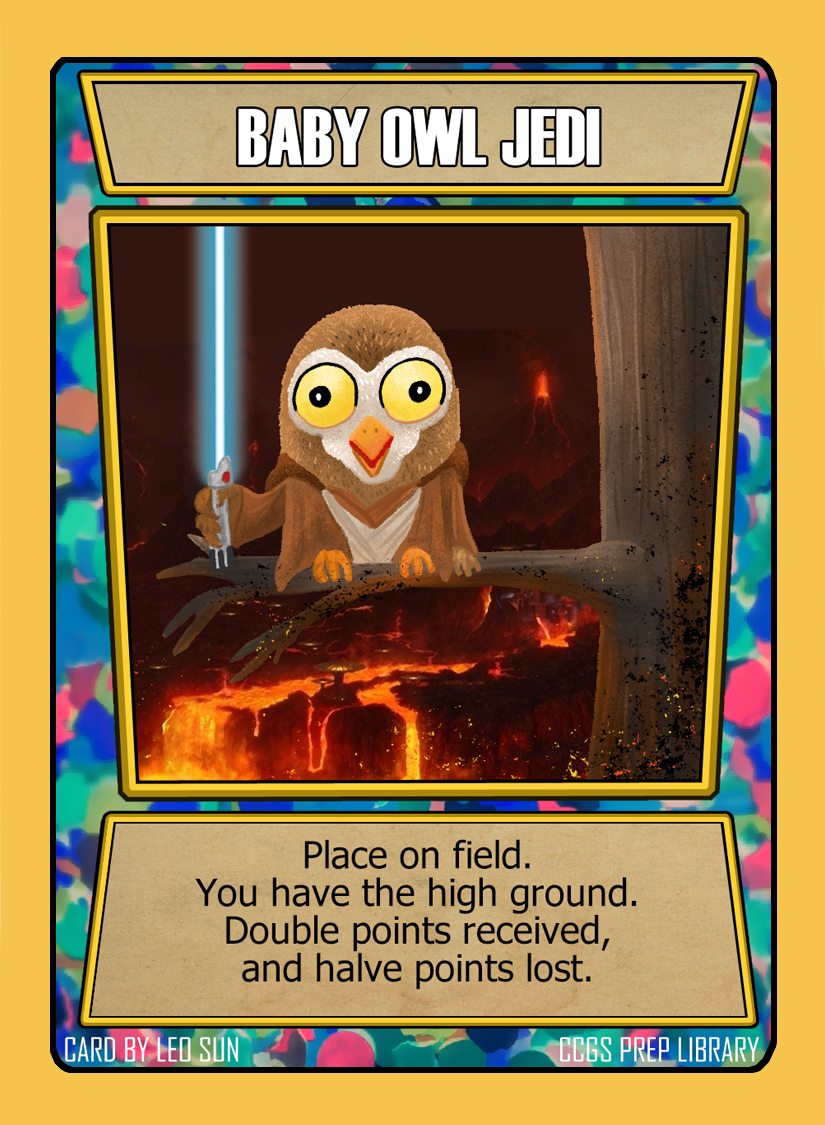 BABY OWL JEDI
Place on field.
You have the high ground.
Double points received,
and halve points lost.
CARD BY LEO SUN
CCGS PREP LIBRARY